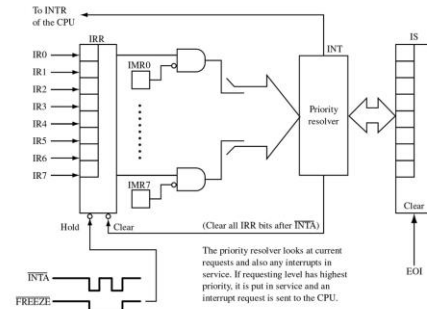 To INTR
of the CPU
IRR
INT
IS
IR0
IR1
IR2
IR3
IR4
IR5
IR6
IR7
IMR0
IMR7
Priority
resolver
Hold
Clear
(Clear all IRR bits after INTA)
Clear
EOI
The priority resolver looks at current
requests and also any interrupts in
service. If requesting level has highest
priority, it is put in service and an
interrupt request is sent to the CPU.
INTA
FREEZE